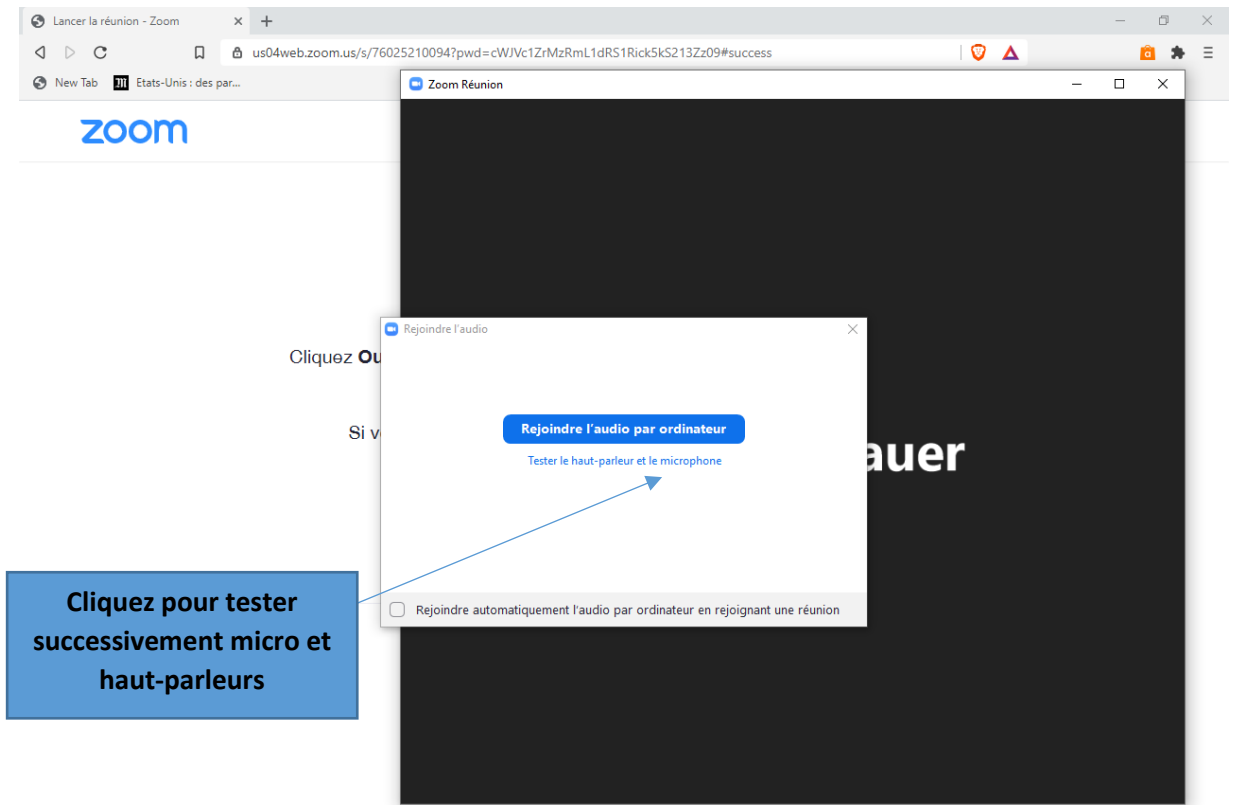 Lancer la réunion - Zoom
us04web.zoom.us/s/76025210094?pwd=cWJVc1ZrMzRmL1dRS1Rick5kS213Zz09#success
New Tab
Etats-Unis : des par...
Zoom Réunion
zoom
Rejoindre l'audio
Cliquez Ou
Rejoindre l'audio par ordinateur
Si v
auer
Tester le haut-parleur et le microphone
Cliquez pour tester
successivement micro et
haut-parleurs
Rejoindre automatiquement l'audio par ordinateur en rejoignant une réunion